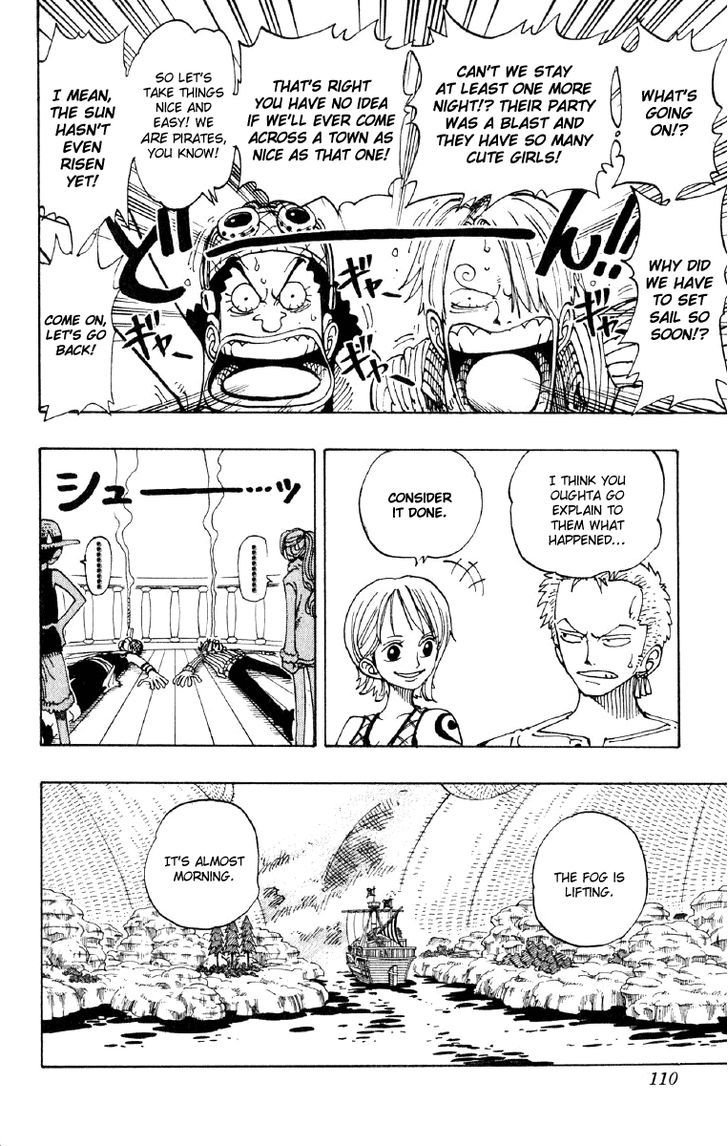 WHAT'S
GOING
ON!?
WHY DID
WE HAVE
TO SET
SAIL SO
SOON!?
CAN'T WE STAY
AT LEAST ONE MORE
NIGHT!? THEIR PARTY
WAS A BLAST AND
THEY HAVE SO MANY
CUTE GIRLS!
THAT'S RIGHT
YOU HAVE NO IDEA
IF WE'LL EVER COME
ACROSS A TOWN AS
NICE AS THAT ONE!
SO LET'S
TAKE THINGS
NICE AND
EASY! WE
ARE PIRATES,
YOU KNOW!
I MEAN,
THE SUN
HASN'T
EVEN
RISEN
YET!
COME ON,
LET'S GO
BACK!
ど
ーん!!
ギャー
ギャー
ギャー
ギャー
I THINK YOU
OUGHTA GO
EXPLAIN TO
THEM WHAT
HAPPENED...
CONSIDER
IT DONE.
シュー…ッ
.........
.........
THE FOG IS
LIFTING.
IT'S ALMOST
MORNING.
110